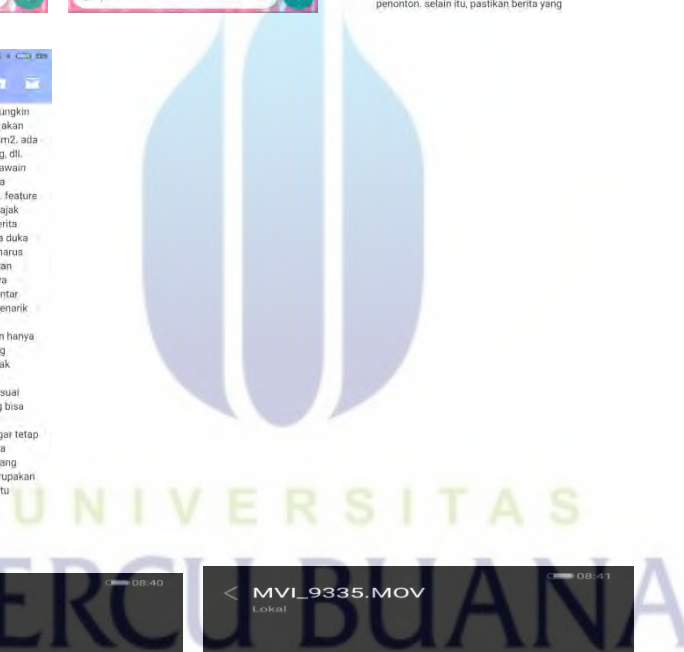 penonton. selain itu, pastikan berita yang
ungkin
akan
m2. ada
g, dll.
awain
a
. feature
ajak
erita
a duka
harus
an
ya
ntar
enarik
n hanya
g
ak
suai
g bisa
gar tetap
a
ang
rupakan
tu
UNIVERSITAS
ERCU BUANA
08:40
< MVI_9335.MOV
08:41
Lokal